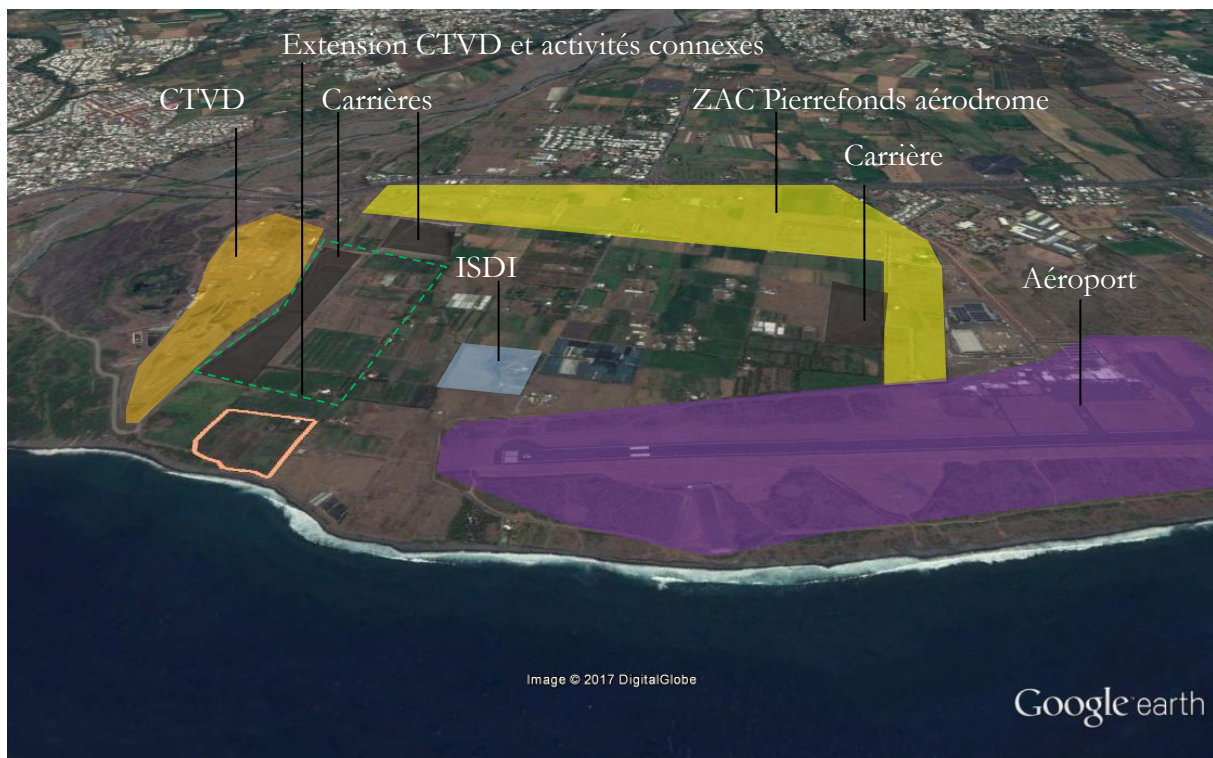 Extension CTVD et activités connexes
CTVD
Carrières
ZAC Pierrefonds aérodrome
Carrière
ISDI
Aéroport
Image © 2017 DigitalGlobe
Google earth